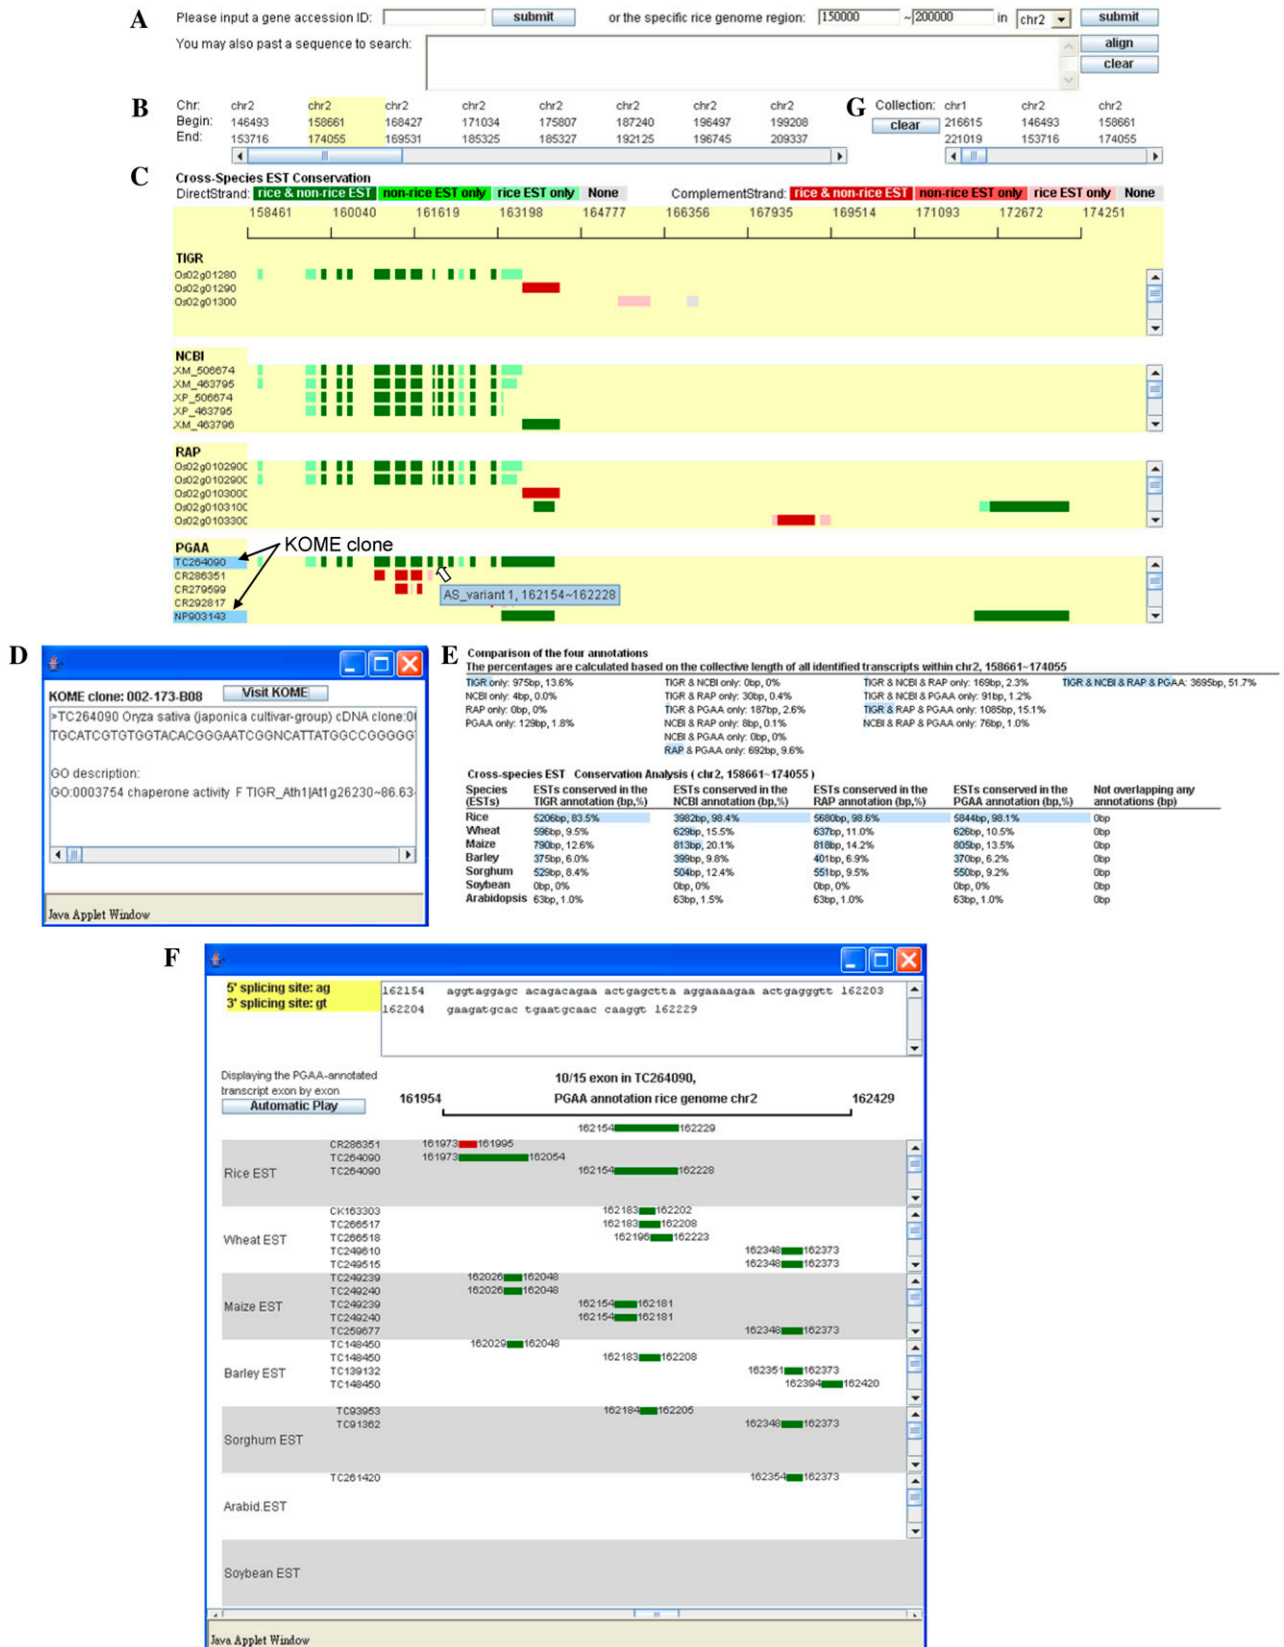 A
Please input a gene accession ID: submit or the specific rice genome region: 150000 ~ 200000 in chr2 submit
You may also past a sequence to search: align
clear
B
Chr: chr2 chr2 chr2 chr2 chr2 chr2 chr2 chr2
Begin: 146493 158661 168427 171034 175807 187240 196497 199208
End: 153716 174055 169531 185325 185327 192125 196745 209337
G
Collection: chr1 chr2 chr2
clear 216615 146493 158661
221019 153716 174055
C
Cross-Species EST Conservation
DirectStrand: rice & non-rice EST non-rice EST only rice EST only None ComplementStrand: rice & non-rice EST non-rice EST only rice EST only None
158461 160040 161619 163198 164777 166356 167935 169514 171093 172672 174251
TIGR
Os02g01280
Os02g01290
Os02g01300
NCBI
XM_506674
XM_463795
XP_506674
XP_463795
XM_463796
RAP
Os02g010290C
Os02g010290C
Os02g010300C
Os02g010310C
Os02g010330C
PGAA
KOME clone
TC264090
CR286351
CR279599
AS_variant 1, 162154~162228
CR292817
NP903143
D
KOME clone: 002-173-B08 Visit KOME
>TC264090 Oryza sativa (japonica cultivar-group) cDNA clone:0
TGCATCGTGTGGTACACGGGAATCGGNCATTATGGCCGGGGG
GO description:
GO:0003754 chaperone activity F TIGR_Ath1|At1g26230~86.63
Java Applet Window
E
Comparison of the four annotations
The percentages are calculated based on the collective length of all identified transcripts within chr2, 158661~174055
TIGR only: 975bp, 13.6% TIGR & NCBI only: 0bp, 0% TIGR & NCBI & RAP only: 169bp, 2.3% TIGR & NCBI & RAP & PGAA: 3695bp, 51.7%
NCBI only: 4bp, 0.0% TIGR & RAP only: 30bp, 0.4% TIGR & NCBI & PGAA only: 91bp, 1.2%
RAP only: 0bp, 0% TIGR & PGAA only: 187bp, 2.6% TIGR & RAP & PGAA only: 1085bp, 15.1%
PGAA only: 129bp, 1.8% NCBI & RAP only: 8bp, 0.1% NCBI & RAP & PGAA only: 76bp, 1.0%
NCBI & PGAA only: 0bp, 0%
RAP & PGAA only: 692bp, 9.6%
Cross-species EST Conservation Analysis ( chr2, 158661~174055 )
Species ESTs conserved in the ESTs conserved in the ESTs conserved in the ESTs conserved in the Not overlapping any
(ESTs) TIGR annotation (bp,%) NCBI annotation (bp,%) RAP annotation (bp,%) PGAA annotation (bp,%) annotations (bp)
Rice 5206bp, 83.5% 3982bp, 98.4% 5680bp, 98.6% 5844bp, 98.1% 0bp
Wheat 596bp, 9.5% 629bp, 15.5% 637bp, 11.0% 626bp, 10.5% 0bp
Maize 790bp, 12.6% 813bp, 20.1% 818bp, 14.2% 805bp, 13.5% 0bp
Barley 375bp, 6.0% 399bp, 9.8% 401bp, 6.9% 370bp, 6.2% 0bp
Sorghum 529bp, 8.4% 504bp, 12.4% 551bp, 9.5% 550bp, 9.2% 0bp
Soybean 0bp, 0% 0bp, 0% 0bp, 0% 0bp, 0% 0bp
Arabidopsis 63bp, 1.0% 63bp, 1.5% 63bp, 1.0% 63bp, 1.0% 0bp
F
5' splicing site: ag
3' splicing site: gt
162154 aggtaggagc acagacagaa actgagctta aggaaaagaa actgagggtt 162203
162204 gaagatgcac tgaatgcaac caaggt 162229
Displaying the PGAA-annotated
transcript exon by exon
Automatic Play
10/15 exon in TC264090,
161954 PGAA annotation rice genome chr2 162429
162154 162229
Rice EST
CR286351 161973 161995
TC264090 161973 162054
TC264090 162154 162228
Wheat EST
CK163303 162183 162202
TC266517 162183 162208
TC266518 162196 162223
TC249610 162348 162373
TC249515 162348 162373
Maize EST
TC249239 162026 162048
TC249240 162026 162048
TC249239 162154 162181
TC249240 162154 162181
TC259677 162348 162373
Barley EST
TC148450 162029 162048
TC148450 162183 162208
TC139132 162351 162373
TC148450 162394 162420
Sorghum EST
TC93953 162184 162205
TC91362 162348 162373
Arabid.EST
TC261420 162354 162373
Soybean EST
Java Applet Window